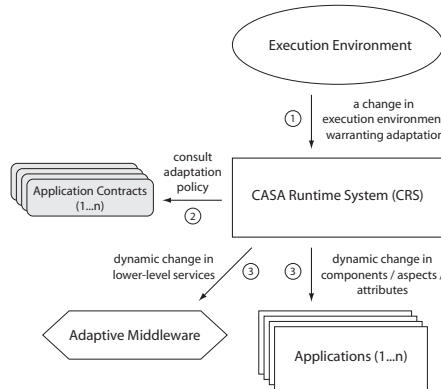 Execution Environment
1
a change in
execution environment
warranting adaptation
consult
adaptation
policy
Application Contracts
(1...n)
2
CASA Runtime System (CRS)
dynamic change in
lower-level services
3
3
dynamic change in
components / aspects /
attributes
Adaptive Middleware
Applications (1...n)